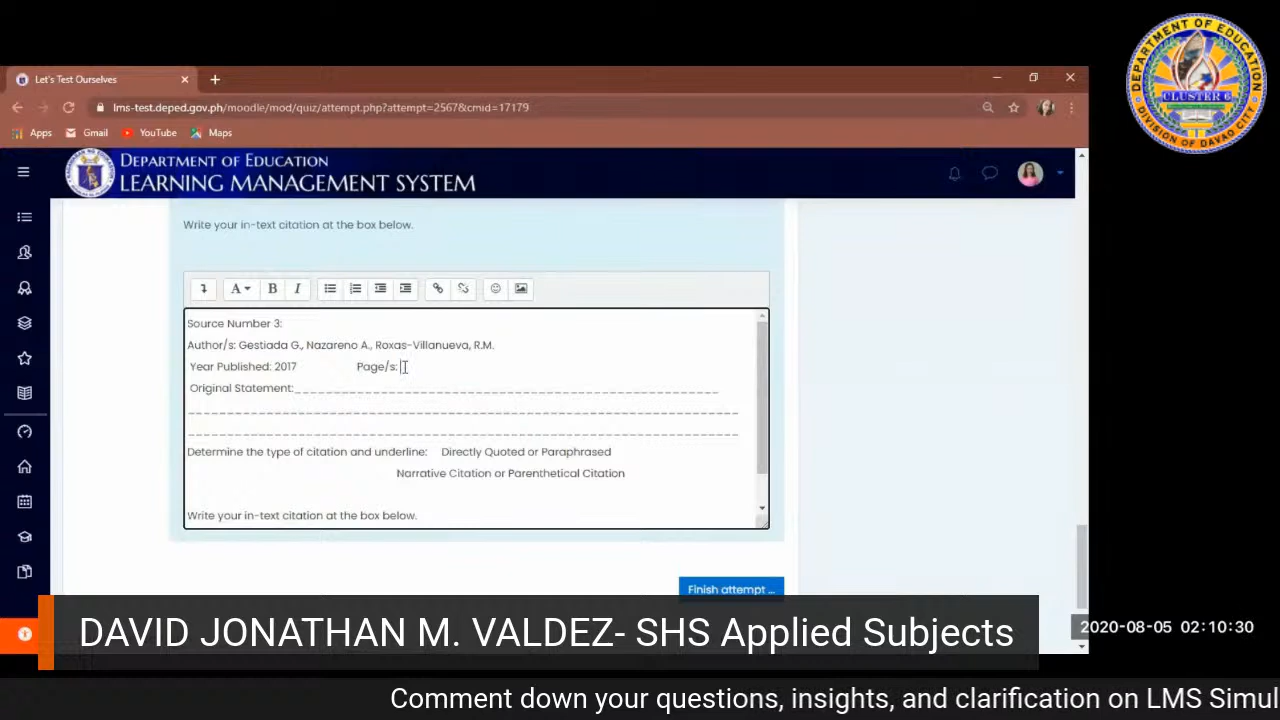 DEPARTMENT OF EDUCATION
CLUSTER 6
DIVISION OF DAVAO CITY
Let's Test Ourselves
lms-test.deped.gov.ph/moodle/mod/quiz/attempt.php?attempt=2567&cmid=17179
Apps Gmail YouTube Maps
DEPARTMENT OF EDUCATION
LEARNING MANAGEMENT SYSTEM
Write your in-text citation at the box below.
A B I
Source Number 3:
Author/s: Gestiada G., Nazareno A., Roxas-Villanueva, R.M.
Year Published: 2017 Page/s:
Original Statement:_ _ _ _ _ _ _ _ _ _ _ _ _ _ _ _ _ _ _ _ _ _ _ _ _ _ _ _ _ _ _ _ _ _ _ _ _ _ _ _ _ _ _ _ _ _ _ _ _ _
Determine the type of citation and underline: Directly Quoted or Paraphrased
Narrative Citation or Parenthetical Citation
Write your in-text citation at the box below.
Finish attempt ...
DAVID JONATHAN M. VALDEZ- SHS Applied Subjects
2020-08-05 02:10:30
Comment down your questions, insights, and clarification on LMS Simul